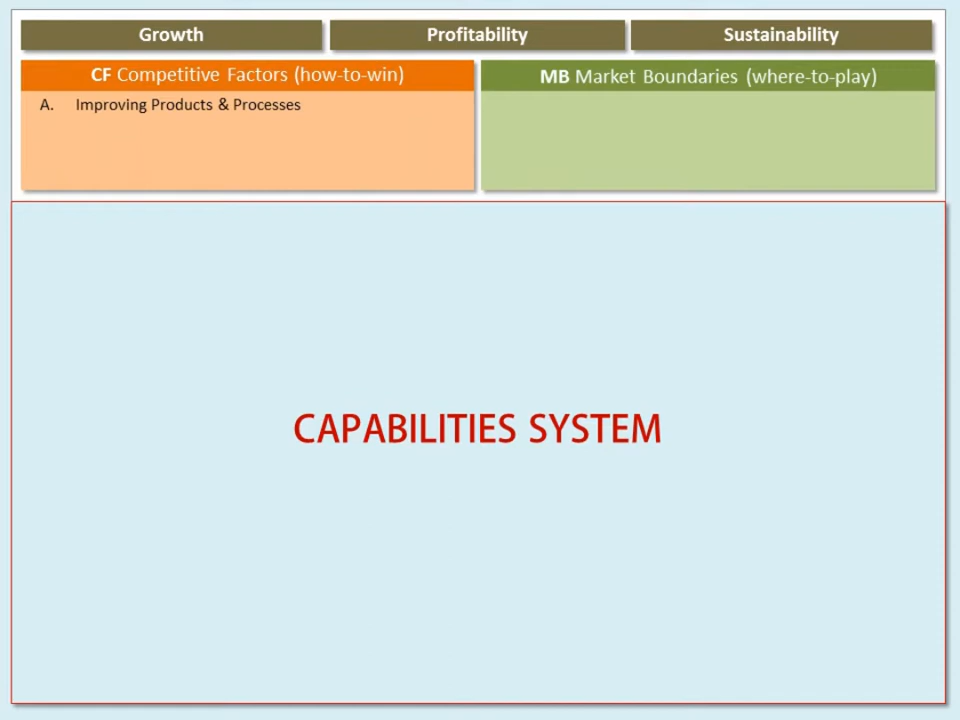 Growth
Profitability
Sustainability
CF Competitive Factors (how-to-win)
A. Improving Products & Processes
MB Market Boundaries (where-to-play)
CAPABILITIES SYSTEM